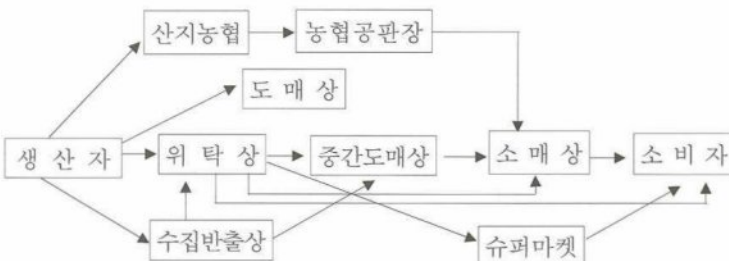 산지농협 농협공판장
도 매 상
생 산 자 위 탁 상 중간도매상 소 매 상 소 비 자
수집반출상 슈퍼마켓